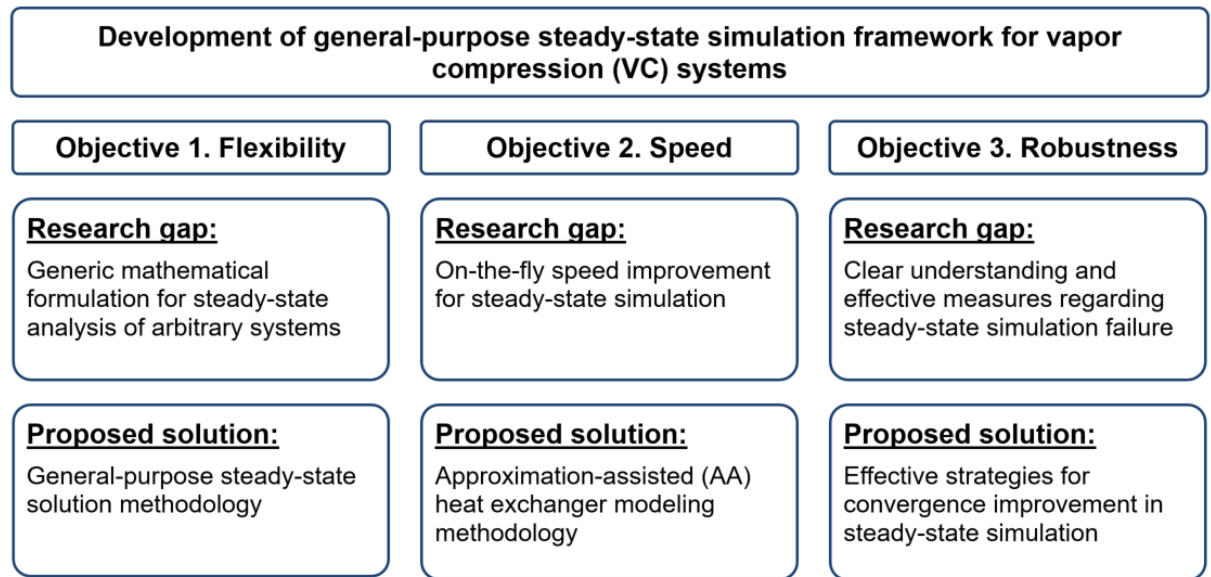 Development of general-purpose steady-state simulation framework for vapor
compression (VC) systems
Objective 1. Flexibility
Objective 2. Speed
Objective 3. Robustness
Research gap:
Generic mathematical
formulation for steady-state
analysis of arbitrary systems
Research gap:
On-the-fly speed improvement
for steady-state simulation
Research gap:
Clear understanding and
effective measures regarding
steady-state simulation failure
Proposed solution:
General-purpose steady-state
solution methodology
Proposed solution:
Approximation-assisted (AA)
heat exchanger modeling
methodology
Proposed solution:
Effective strategies for
convergence improvement in
steady-state simulation